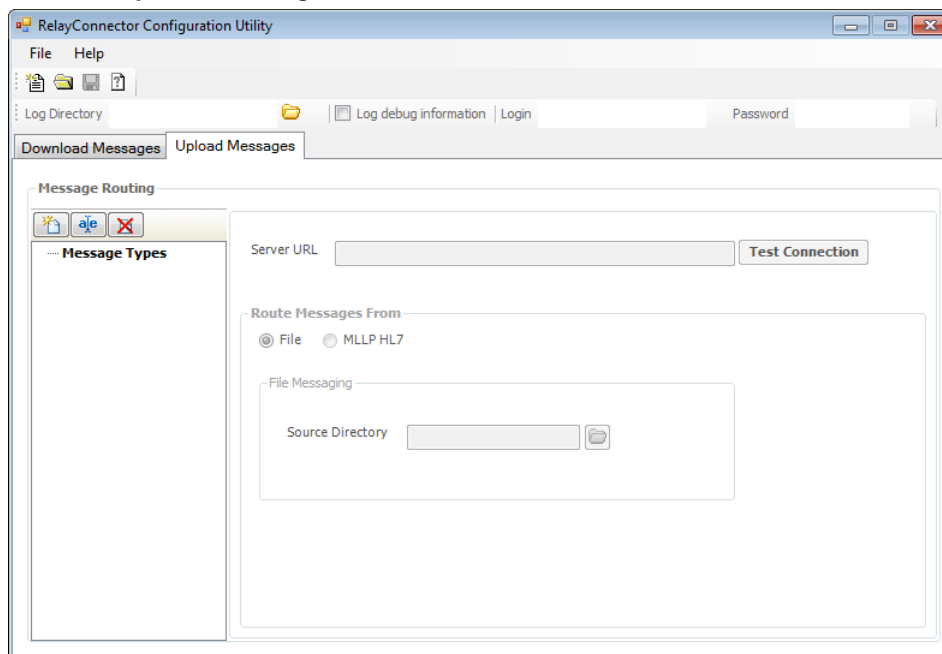 RelayConnector Configuration Utility
File Help
Log Directory Log debug information Login Password
Download Messages Upload Messages
Message Routing
aje
Message Types
Server URL Test Connection
Route Messages From
File MLLP HL7
File Messaging
Source Directory